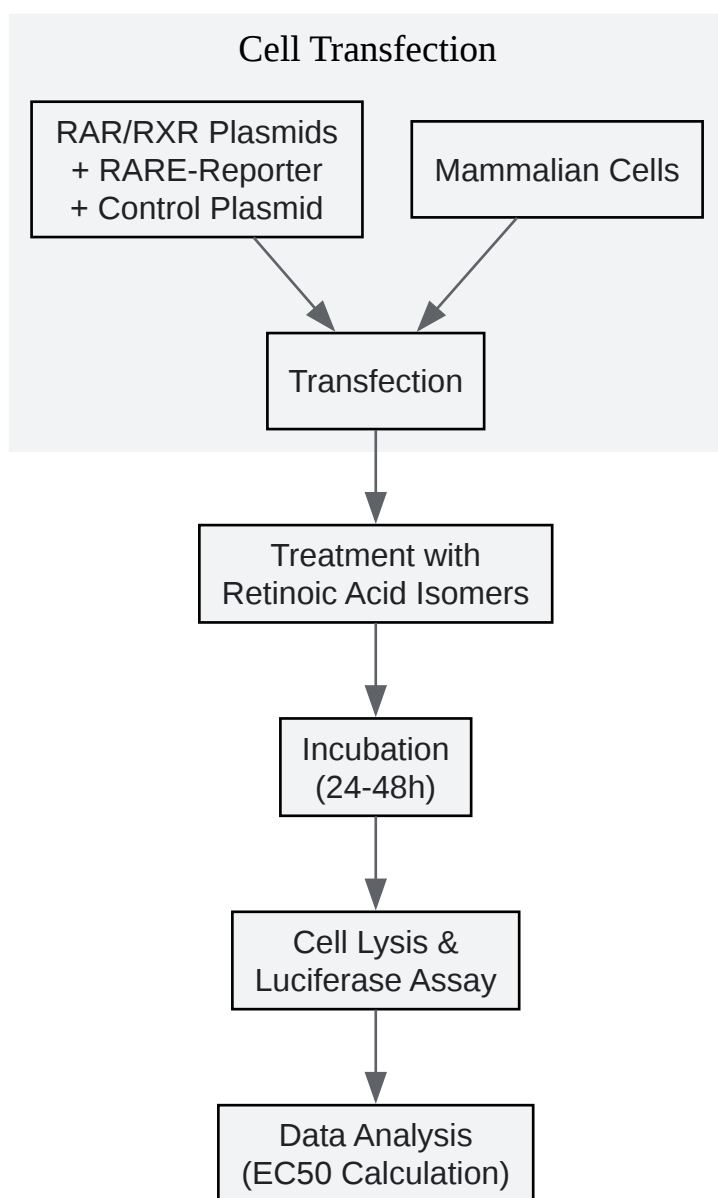 Cell Transfection
RAR/RXR Plasmids
+ RARE-Reporter
+ Control Plasmid
Mammalian Cells
Transfection
Treatment with
Retinoic Acid Isomers
Incubation
(24-48h)
Cell Lysis &
Luciferase Assay
Data Analysis
(EC50 Calculation)